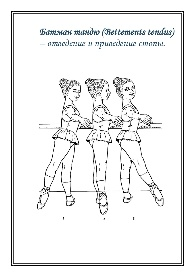 Батман тандю (Battements tendus)
– отведение и приведение стопы.